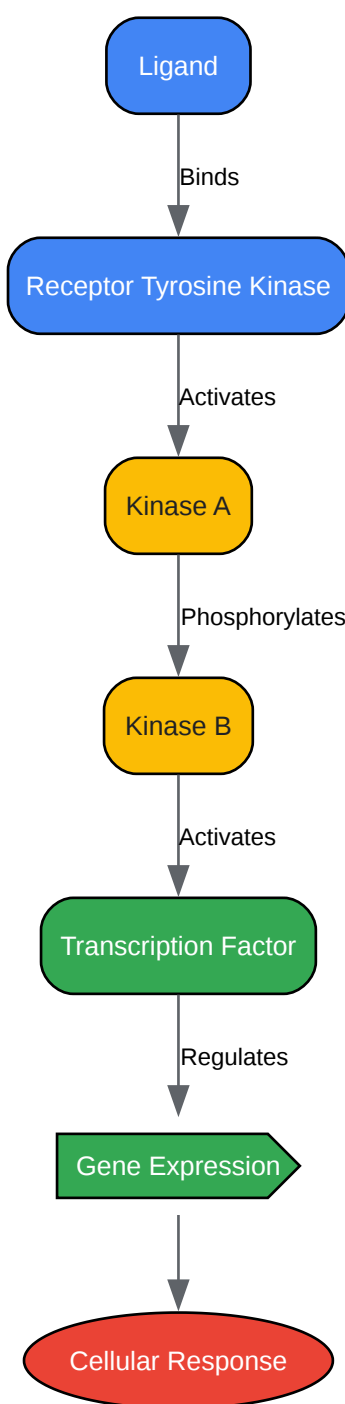 Ligand
Binds
Receptor Tyrosine Kinase
Activates
Kinase A
Phosphorylates
Kinase B
Activates
Transcription Factor
Regulates
Gene Expression
Cellular Response